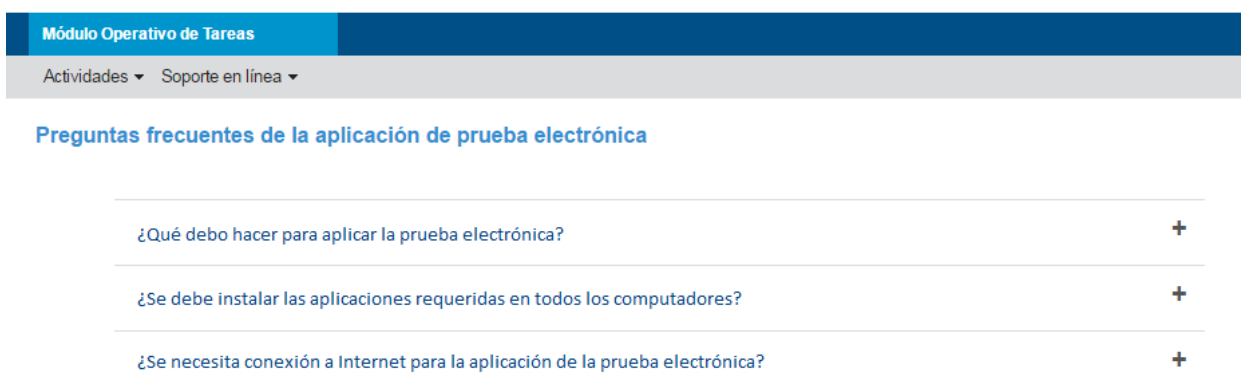 Módulo Operativo de Tareas
Actividades Soporte en línea
Preguntas frecuentes de la aplicación de prueba electrónica
¿Qué debo hacer para aplicar la prueba electrónica?
¿Se debe instalar las aplicaciones requeridas en todos los computadores?
¿Se necesita conexión a Internet para la aplicación de la prueba electrónica?